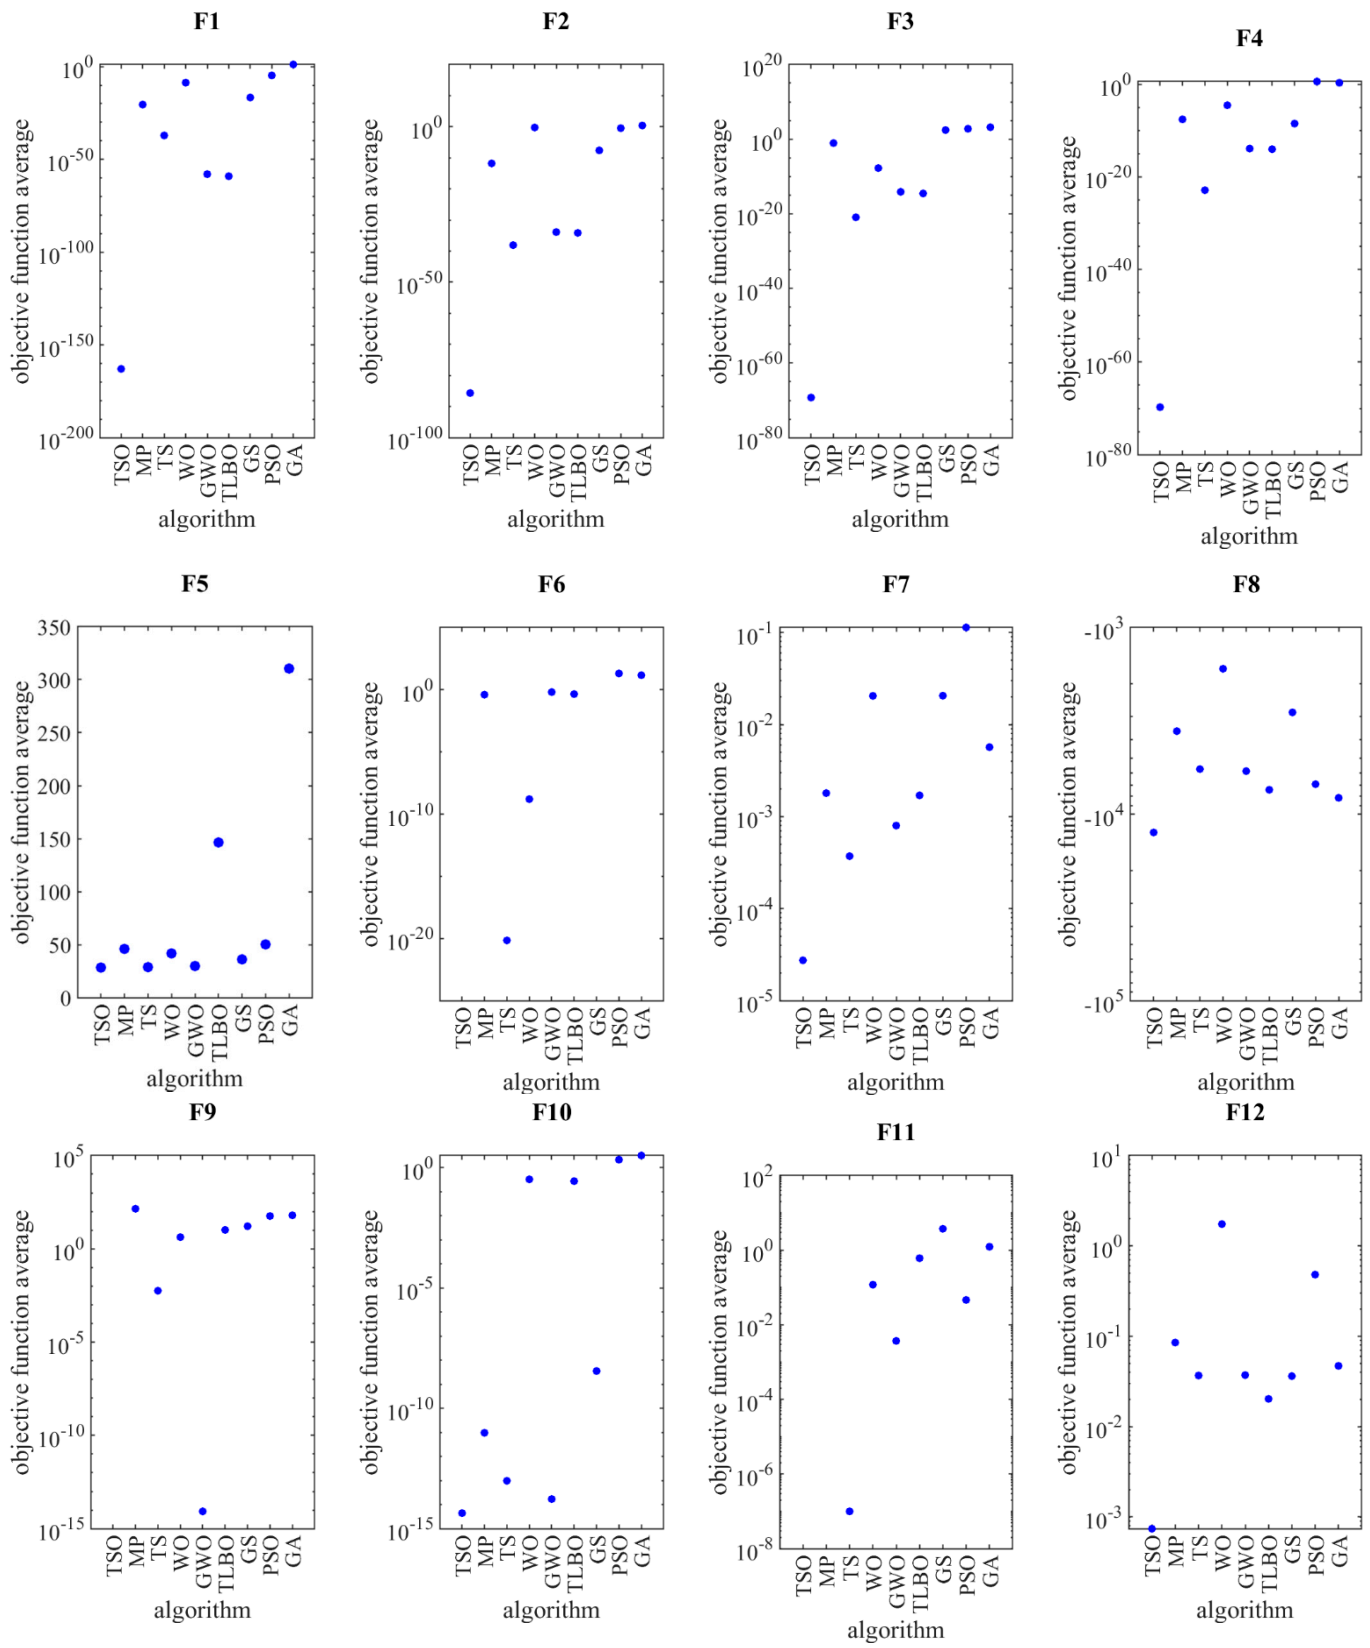 F1
objective function average
10^0
10^-50
10^-100
10^-150
10^-200
TSO
MP
TS
WO
GWO
TLBO
GS
PSO
GA
algorithm
F2
objective function average
10^0
10^-50
10^-100
TSO
MP
TS
WO
GWO
TLBO
GS
PSO
GA
algorithm
F3
objective function average
10^20
10^0
10^-20
10^-40
10^-60
10^-80
TSO
MP
TS
WO
GWO
TLBO
GS
PSO
GA
algorithm
F4
objective function average
10^0
10^-20
10^-40
10^-60
10^-80
TSO
MP
TS
WO
GWO
TLBO
GS
PSO
GA
algorithm
F5
objective function average
350
300
250
200
150
100
50
0
TSO
MP
TS
WO
GWO
TLBO
GS
PSO
GA
algorithm
F6
objective function average
10^0
10^-10
10^-20
TSO
MP
TS
WO
GWO
TLBO
GS
PSO
GA
algorithm
F7
objective function average
10^-1
10^-2
10^-3
10^-4
10^-5
TSO
MP
TS
WO
GWO
TLBO
GS
PSO
GA
algorithm
F8
objective function average
-10^3
-10^4
-10^5
TSO
MP
TS
WO
GWO
TLBO
GS
PSO
GA
algorithm
F9
objective function average
10^5
10^0
10^-5
10^-10
10^-15
TSO
MP
TS
WO
GWO
TLBO
GS
PSO
GA
algorithm
F10
objective function average
10^0
10^-5
10^-10
10^-15
TSO
MP
TS
WO
GWO
TLBO
GS
PSO
GA
algorithm
F11
objective function average
10^2
10^0
10^-2
10^-4
10^-6
10^-8
TSO
MP
TS
WO
GWO
TLBO
GS
PSO
GA
algorithm
F12
objective function average
10^1
10^0
10^-1
10^-2
10^-3
TSO
MP
TS
WO
GWO
TLBO
GS
PSO
GA
algorithm